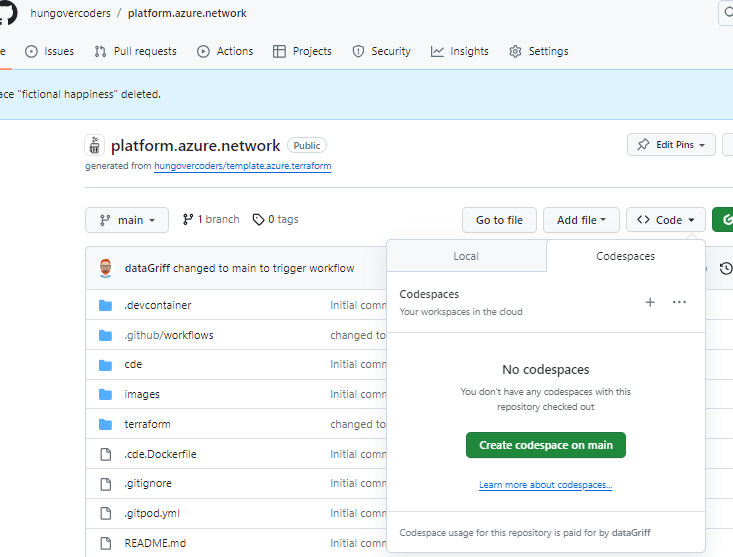 hungovercoders / platform.azure.network
Issues Pull requests Actions Projects Security Insights Settings
"fictional happiness" deleted.
platform.azure.network Public
Edit Pins
generated from hungovercoders/template.azure.terraform
main 1 branch 0 tags
Go to file Add file Code
Local Codespaces
dataGriff changed to main to trigger workflow
Codespaces
Your workspaces in the cloud
.devcontainer Initial comm
.github/workflows changed to
cde Initial comm
images Initial comm
terraform changed to
.cde.Dockerfile Initial comm
.gitignore Initial comm
.gitpod.yml Initial comm
README.md Initial comm
No codespaces
You don't have any codespaces with this
repository checked out
Create codespace on main
Learn more about codespaces...
Codespace usage for this repository is paid for by dataGriff